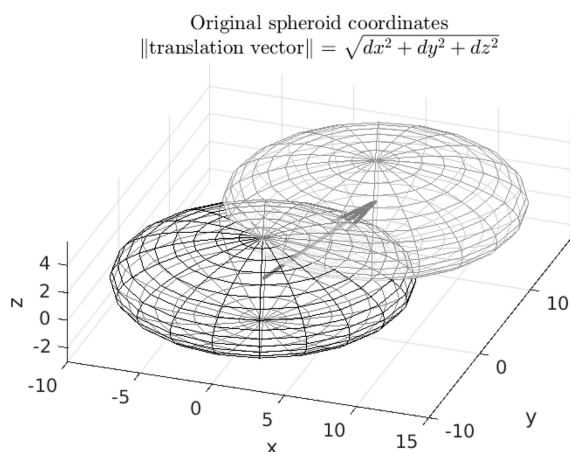 Original spheroid coordinates
‖translation vector‖ = √dx² + dy² + dz²
4
2
0
-2
z
-10
-5
0
5
10
15
x
-10
0
10
y